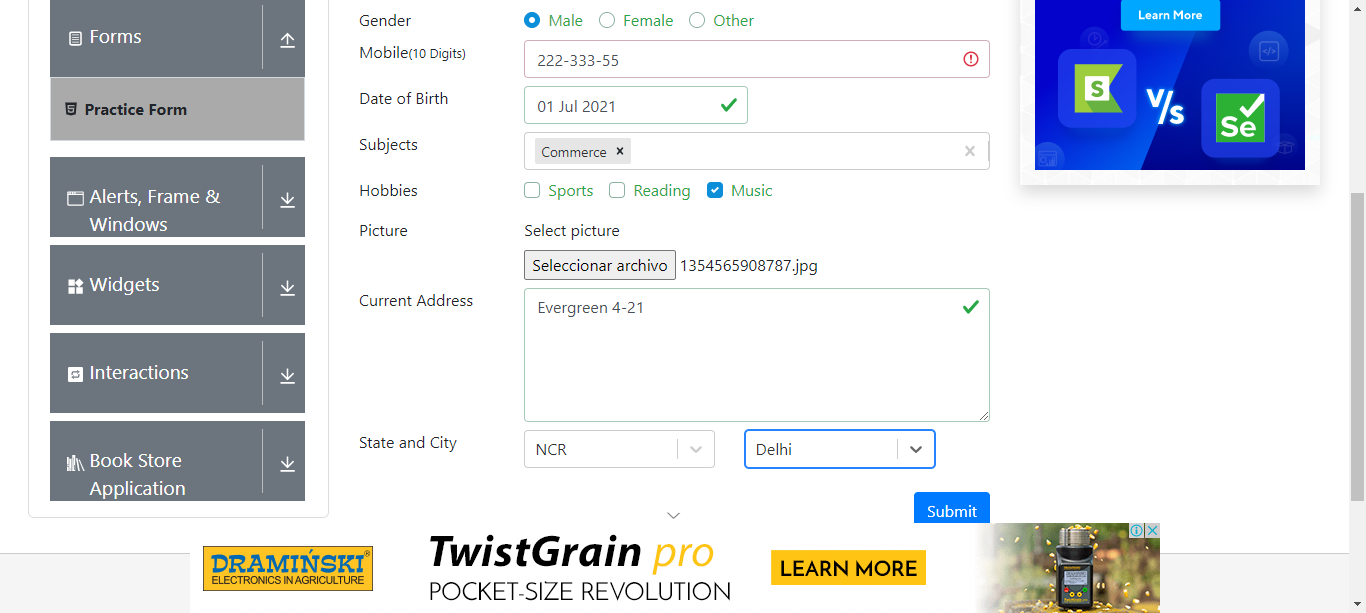 Forms
Practice Form
Alerts, Frame &
Windows
Widgets
Interactions
Book Store
Application
Gender
Male
Female
Other
Mobile(10 Digits)
222-333-55
Date of Birth
01 Jul 2021
Subjects
Commerce ×
Hobbies
Sports
Reading
Music
Picture
Select picture
Seleccionar archivo
1354565908787.jpg
Current Address
Evergreen 4-21
State and City
NCR
Delhi
Submit
Learn More
S
V/s
Se
DRAMIŃSKI®
ELECTRONICS IN AGRICULTURE
TwistGrain pro
POCKET-SIZE REVOLUTION
LEARN MORE